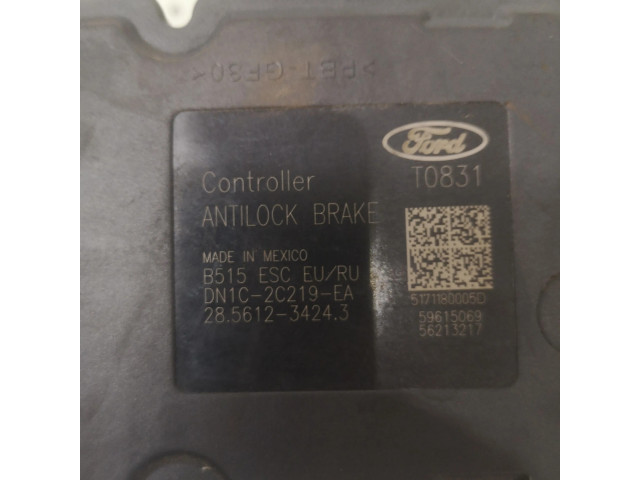 >PBT-GF30<
Ford
Controller T0831
ANTILOCK BRAKE
MADE IN MEXICO
B515 ESC EU/RU
DN1C-2C219-EA
28.5612-3424.3
5171180005D
59615069
56213217